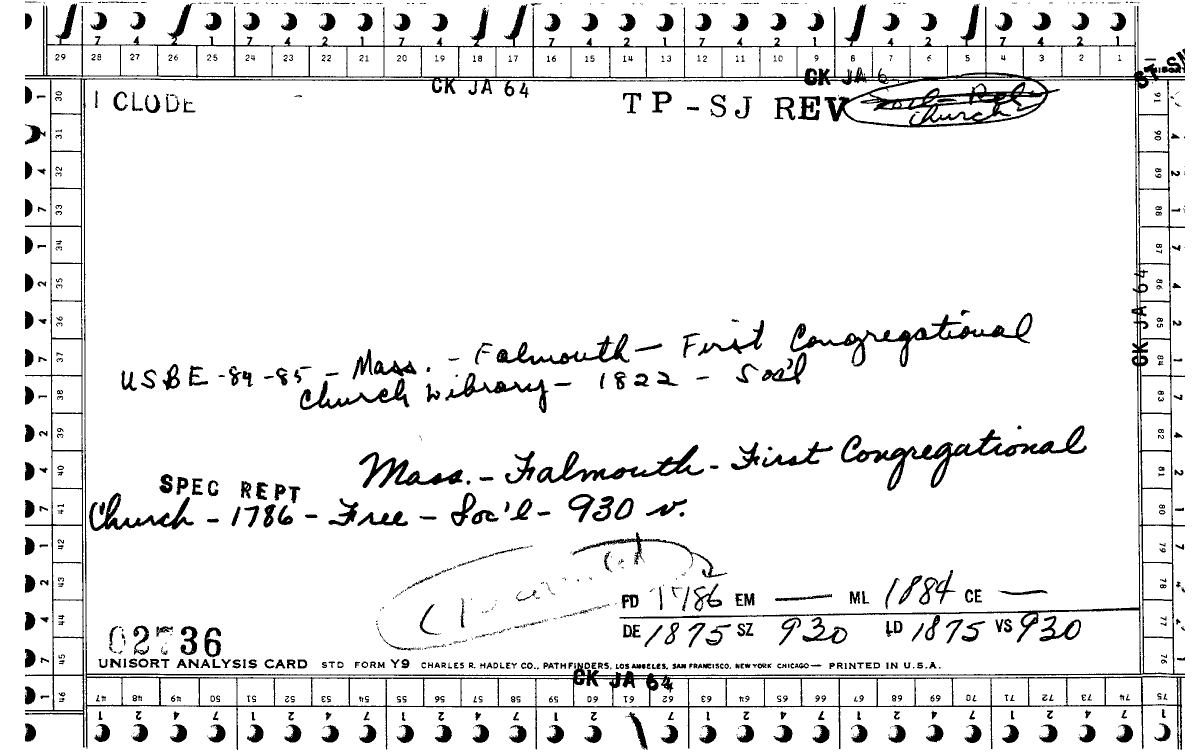 7 4 2 1 7 4 2 1 7 4 2 1 7 4 2 1 7 4 2 1 7 4 2 1 7 4 2 1
29 28 27 26 25 24 23 22 21 20 19 18 17 16 15 14 13 12 11 10 9 8 7 6 5 4 3 2 1
CK JA 64 CK JA 6
I CLODE TP-SJ REV Church
30 31 32 33 34 35 36 37 38 39 40 41 42 43 44 45 46
91 90 89 88 87 86 85 84 83 82 81 80 79 78 77 76
CK JA 64
USBE-84-85 - Mass. - Falmouth - First Congregational
Church Library - 1822 - Soc'l
Mass. - Falmouth - First Congregational
SPEC REPT
Church - 1786 - Free - Soc'l - 930 v.
FD 1786 EM — ML 1884 CE —
DE 1875 SZ 930 LD 1875 VS 930
02736
UNISORT ANALYSIS CARD STD FORM Y9 CHARLES R. HADLEY CO., PATHFINDERS, LOS ANGELES, SAN FRANCISCO, NEW YORK CHICAGO — PRINTED IN U.S.A.
CK JA 64
47 48 49 50 51 52 53 54 55 56 57 58 59 60 61 62 63 64 65 66 67 68 69 70 71 72 73 74 75
1 2 4 7 1 2 4 7 1 2 4 7 1 2 4 7 1 2 4 7 1 2 4 7 1 2 4 7 1